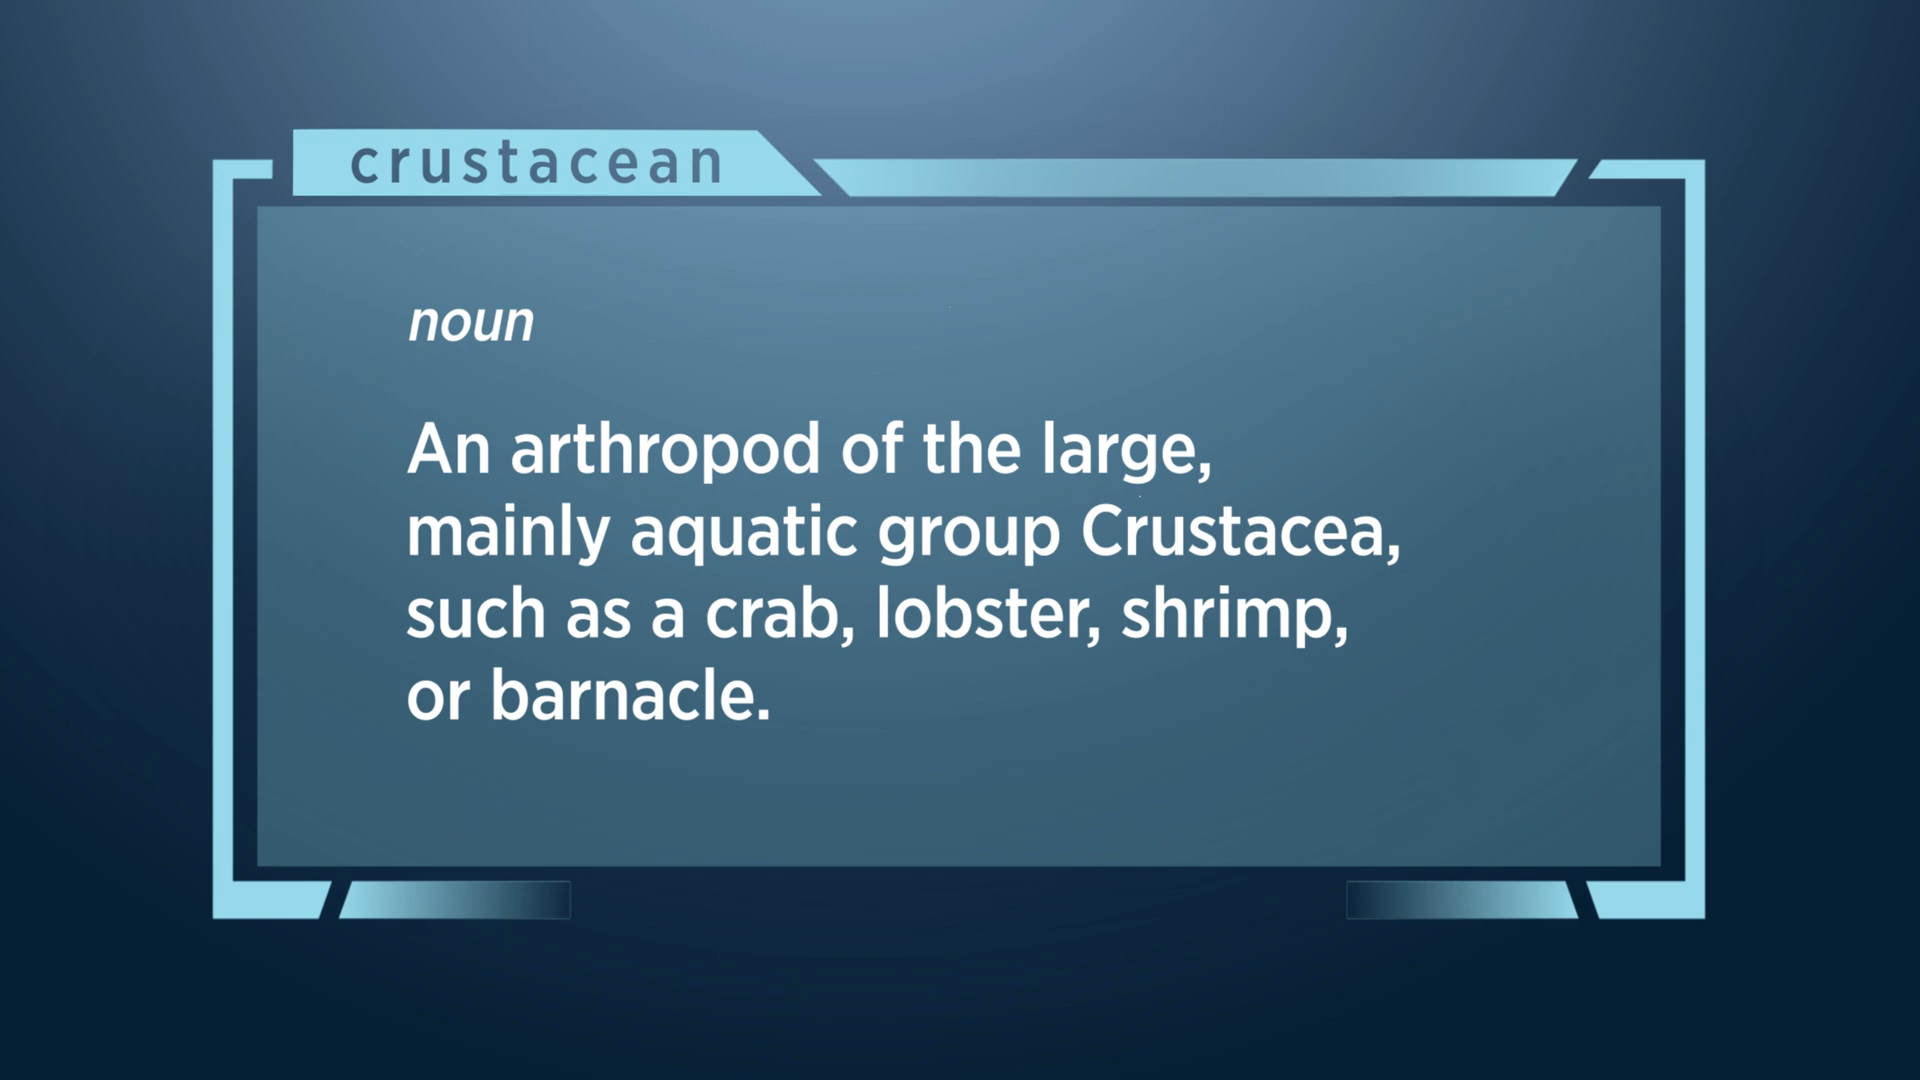 crustacean
noun
An arthropod of the large,
mainly aquatic group Crustacea,
such as a crab, lobster, shrimp,
or barnacle.